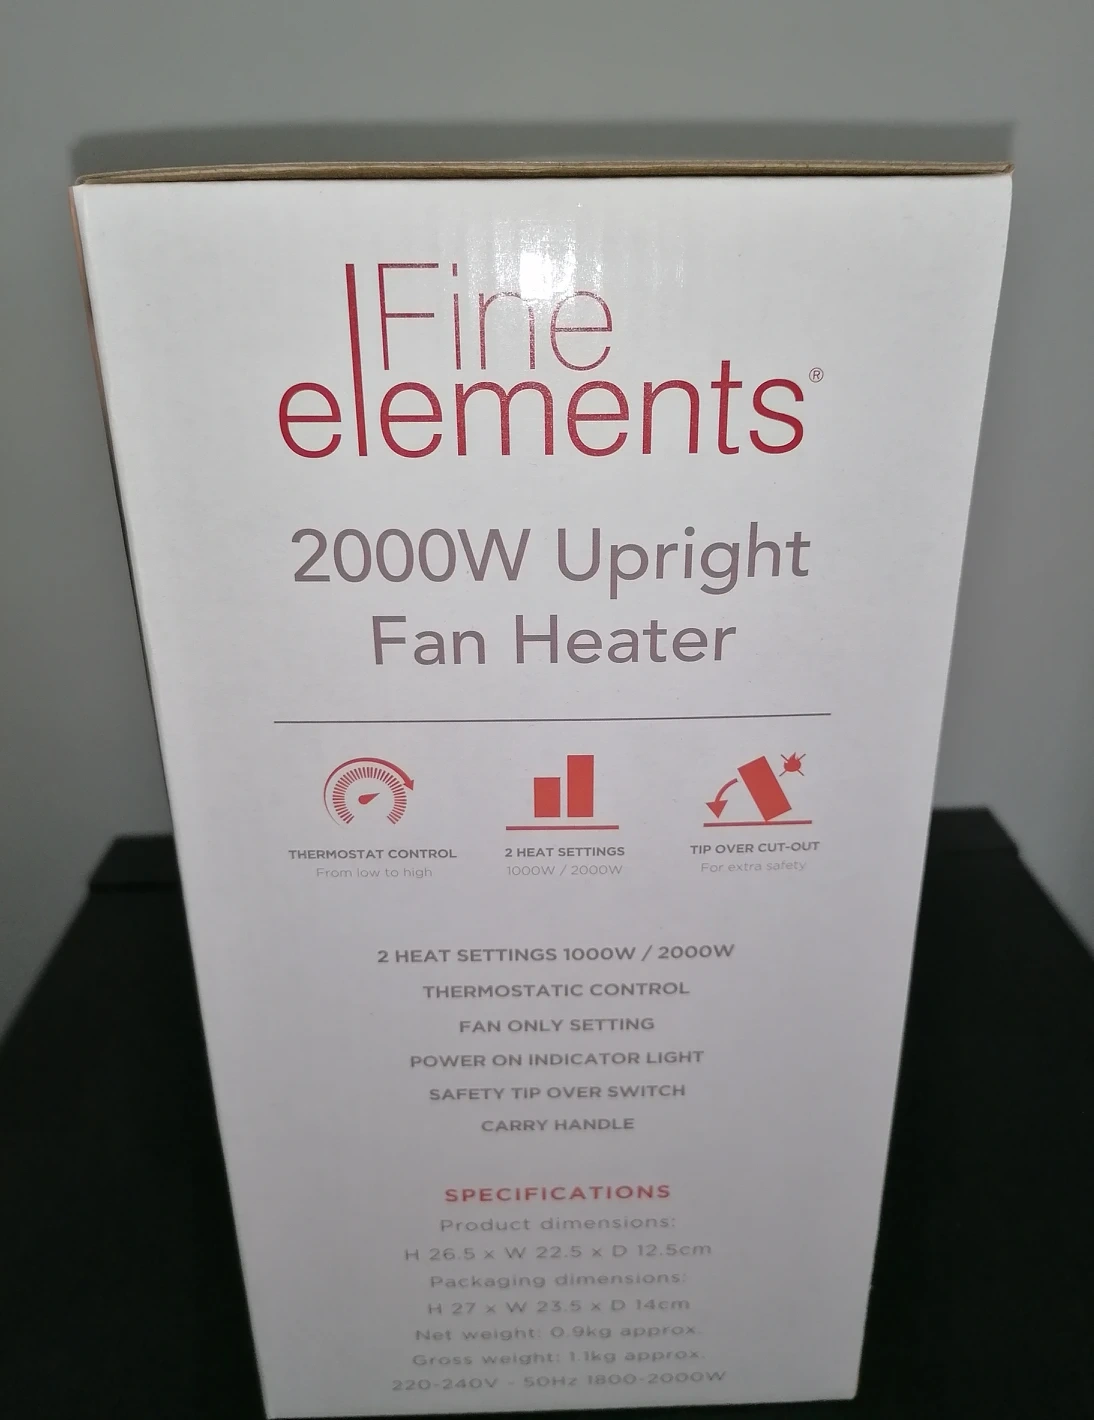 Fine
elements®
2000W Upright
Fan Heater
THERMOSTAT CONTROL
From low to high
2 HEAT SETTINGS
1000W / 2000W
TIP OVER CUT-OUT
For extra safety
2 HEAT SETTINGS 1000W / 2000W
THERMOSTATIC CONTROL
FAN ONLY SETTING
POWER ON INDICATOR LIGHT
SAFETY TIP OVER SWITCH
CARRY HANDLE
SPECIFICATIONS
Product dimensions:
H 26.5 x W 22.5 x D 12.5cm
Packaging dimensions:
H 27 x W 23.5 x D 14cm
Net weight: 0.9kg approx.
Gross weight: 1.1kg approx.
220-240V - 50Hz 1800-2000W